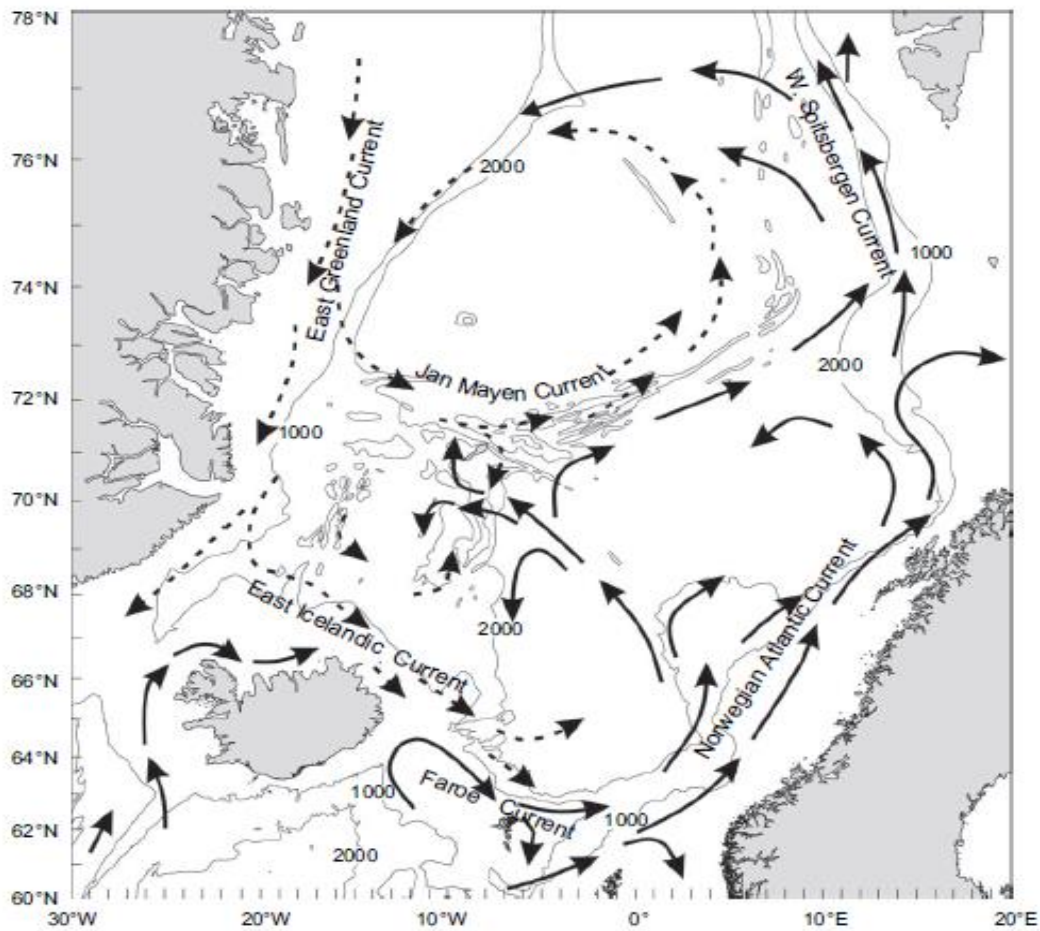 78°N
76°N
74°N
72°N
70°N
68°N
66°N
64°N
62°N
60°N
30°W
20°W
10°W
0°
10°E
20°E
East Greenland Current
W. Spitsbergen Current
2000
1000
Jan Mayen Current
2000
1000
East Icelandic Current
2000
Norwegian Atlantic Current
Faroe Current
1000
1000
2000